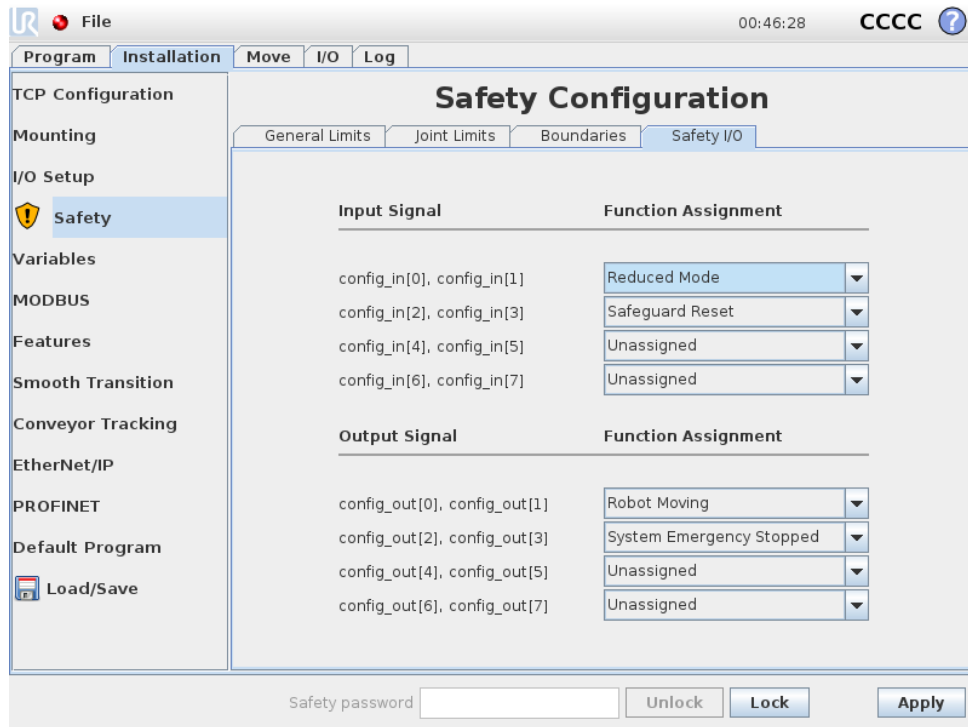 UR File 00:46:28 CCCC ?
Program Installation Move I/O Log
TCP Configuration
Mounting
I/O Setup
Safety
Variables
MODBUS
Features
Smooth Transition
Conveyor Tracking
EtherNet/IP
PROFINET
Default Program
Load/Save
Safety Configuration
General Limits Joint Limits Boundaries Safety I/O
Input Signal Function Assignment
config_in[0], config_in[1] Reduced Mode
config_in[2], config_in[3] Safeguard Reset
config_in[4], config_in[5] Unassigned
config_in[6], config_in[7] Unassigned
Output Signal Function Assignment
config_out[0], config_out[1] Robot Moving
config_out[2], config_out[3] System Emergency Stopped
config_out[4], config_out[5] Unassigned
config_out[6], config_out[7] Unassigned
Safety password Unlock Lock Apply